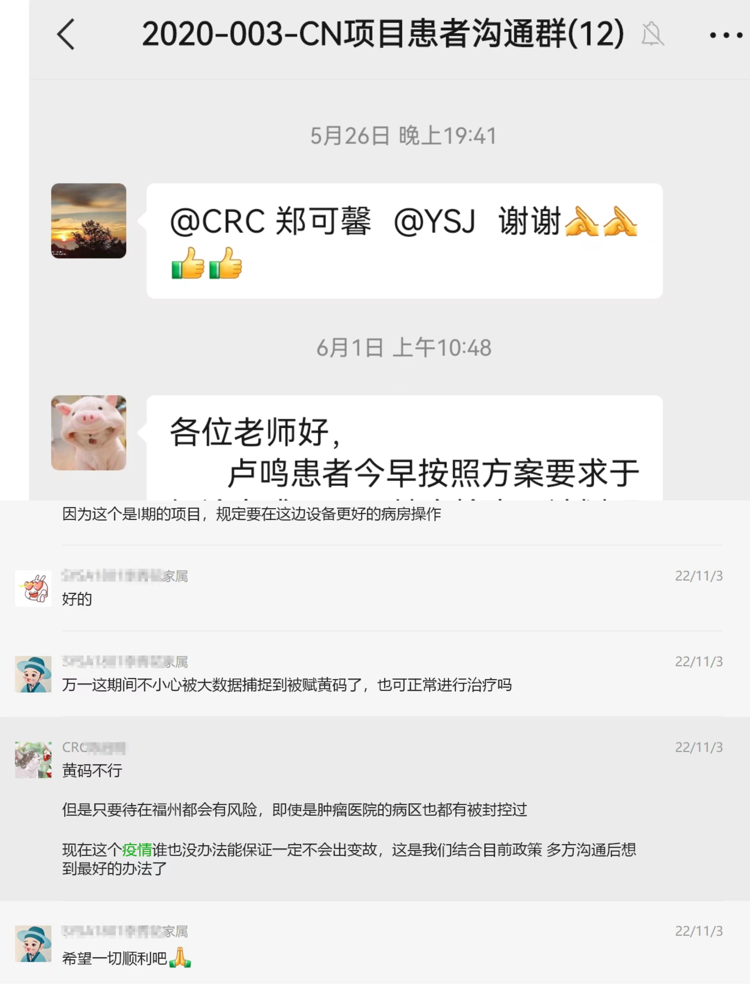 2020-003-CN项目患者沟通群(12)
5月26日 晚上19:41
@CRC 郑可馨 @YSJ 谢谢
6月1日 上午10:48
各位老师好，
卢鸣患者今早按照方案要求于
因为这个是I期的项目，规定要在这边设备更好的病房操作
家属
22/11/3
好的
家属
22/11/3
万一这期间不小心被大数据捕捉到被赋黄码了，也可正常进行治疗吗
CRC
22/11/3
黄码不行
但是只要待在福州都会有风险，即使是肿瘤医院的病区也都有被封控过
现在这个疫情谁也没办法能保证一定不会出变故，这是我们结合目前政策 多方沟通后想
到最好的办法了
家属
22/11/3
希望一切顺利吧